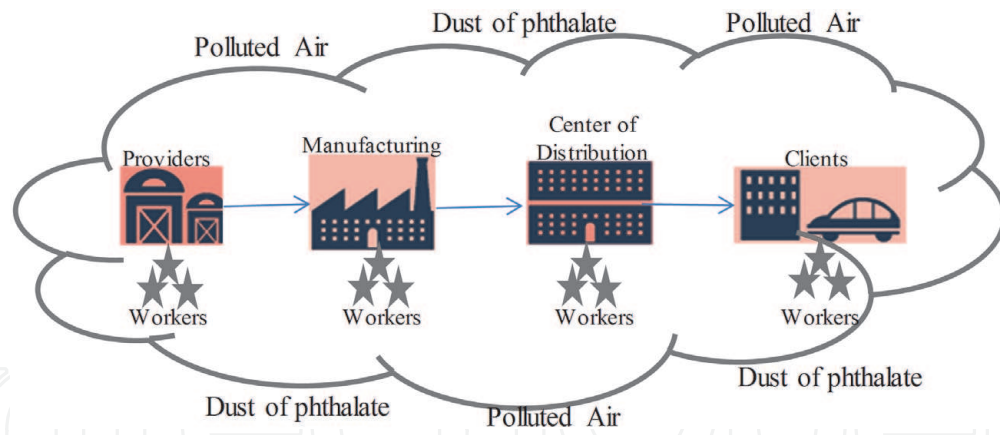 Dust of phthalate
Polluted Air
Polluted Air
Center of
Distribution
Manufacturing
Providers
Clients
Workers
Workers
Workers
Workers
Dust of phthalate
Dust of phthalate
Polluted Air